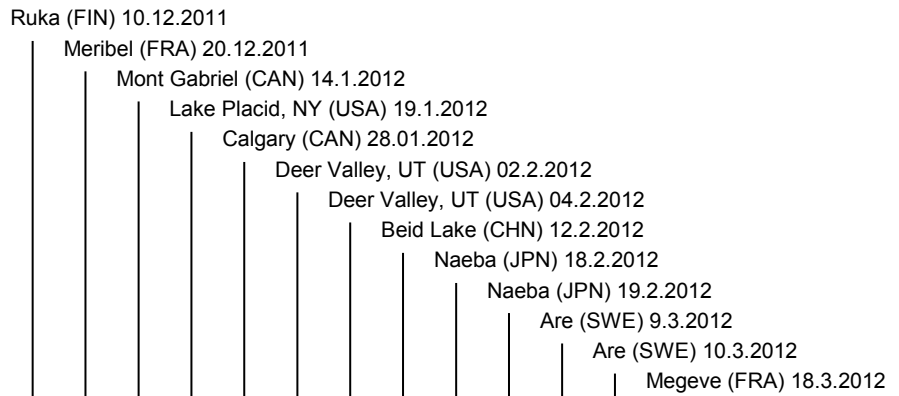 Ruka (FIN) 10.12.2011
Meribel (FRA) 20.12.2011
Mont Gabriel (CAN) 14.1.2012
Lake Placid, NY (USA) 19.1.2012
Calgary (CAN) 28.01.2012
Deer Valley, UT (USA) 02.2.2012
Deer Valley, UT (USA) 04.2.2012
Beid Lake (CHN) 12.2.2012
Naeba (JPN) 18.2.2012
Naeba (JPN) 19.2.2012
Are (SWE) 9.3.2012
Are (SWE) 10.3.2012
Megeve (FRA) 18.3.2012